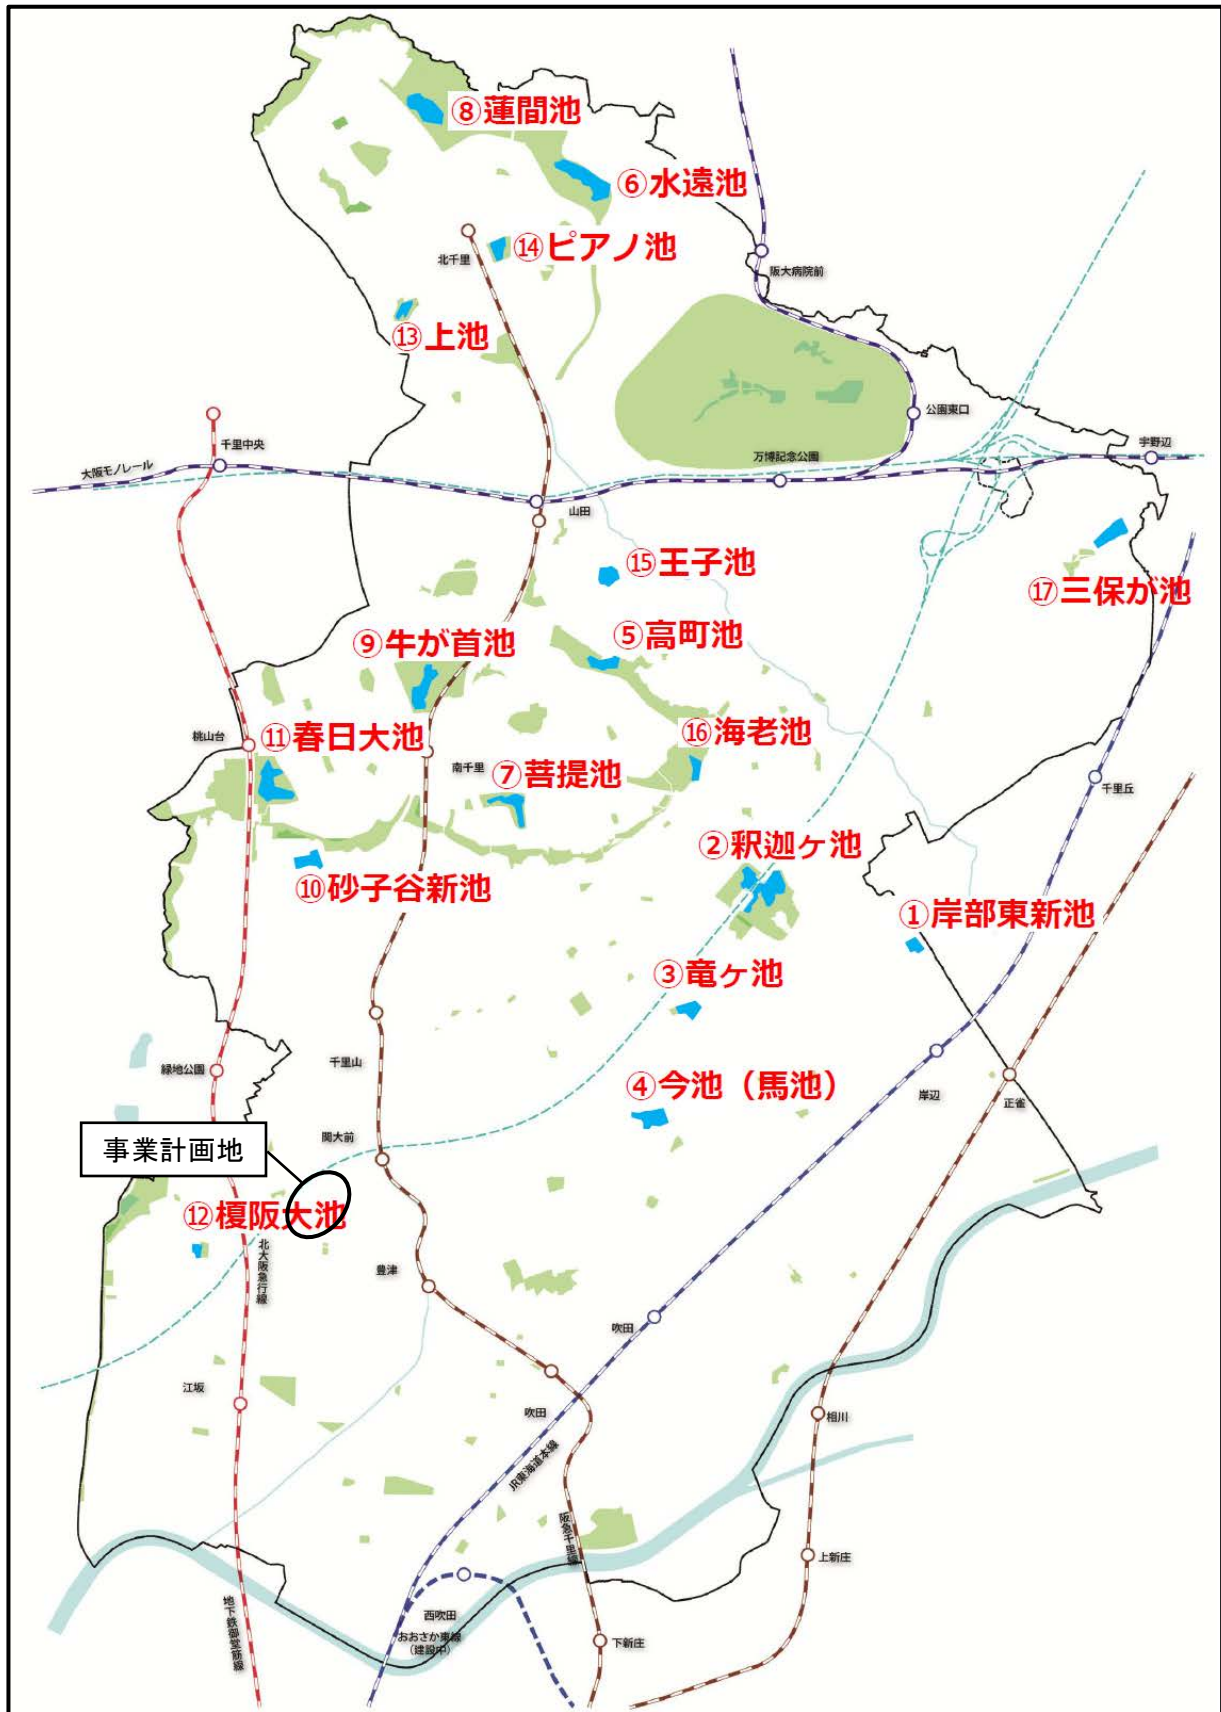 ⑧蓮間池
⑥水遠池
⑭ピアノ池
北千里
阪大病院前
⑬上池
公園東口
千里中央
宇野辺
大阪モノレール
万博記念公園
山田
⑮王子池
⑰三保が池
⑤高町池
⑨牛が首池
⑯海老池
⑪春日大池
桃山台
南千里
⑦菩提池
千里丘
②釈迦ヶ池
⑩砂子谷新池
①岸部東新池
③竜ヶ池
千里山
緑地公園
④今池（馬池）
岸辺
正雀
関大前
事業計画地
⑫榎阪大池
北大阪急行線
豊津
吹田
江坂
吹田
相川
JR東海道本線
阪急千里線
上新庄
西吹田
おおさか東線
（建設中）
地下鉄御堂筋線
下新庄